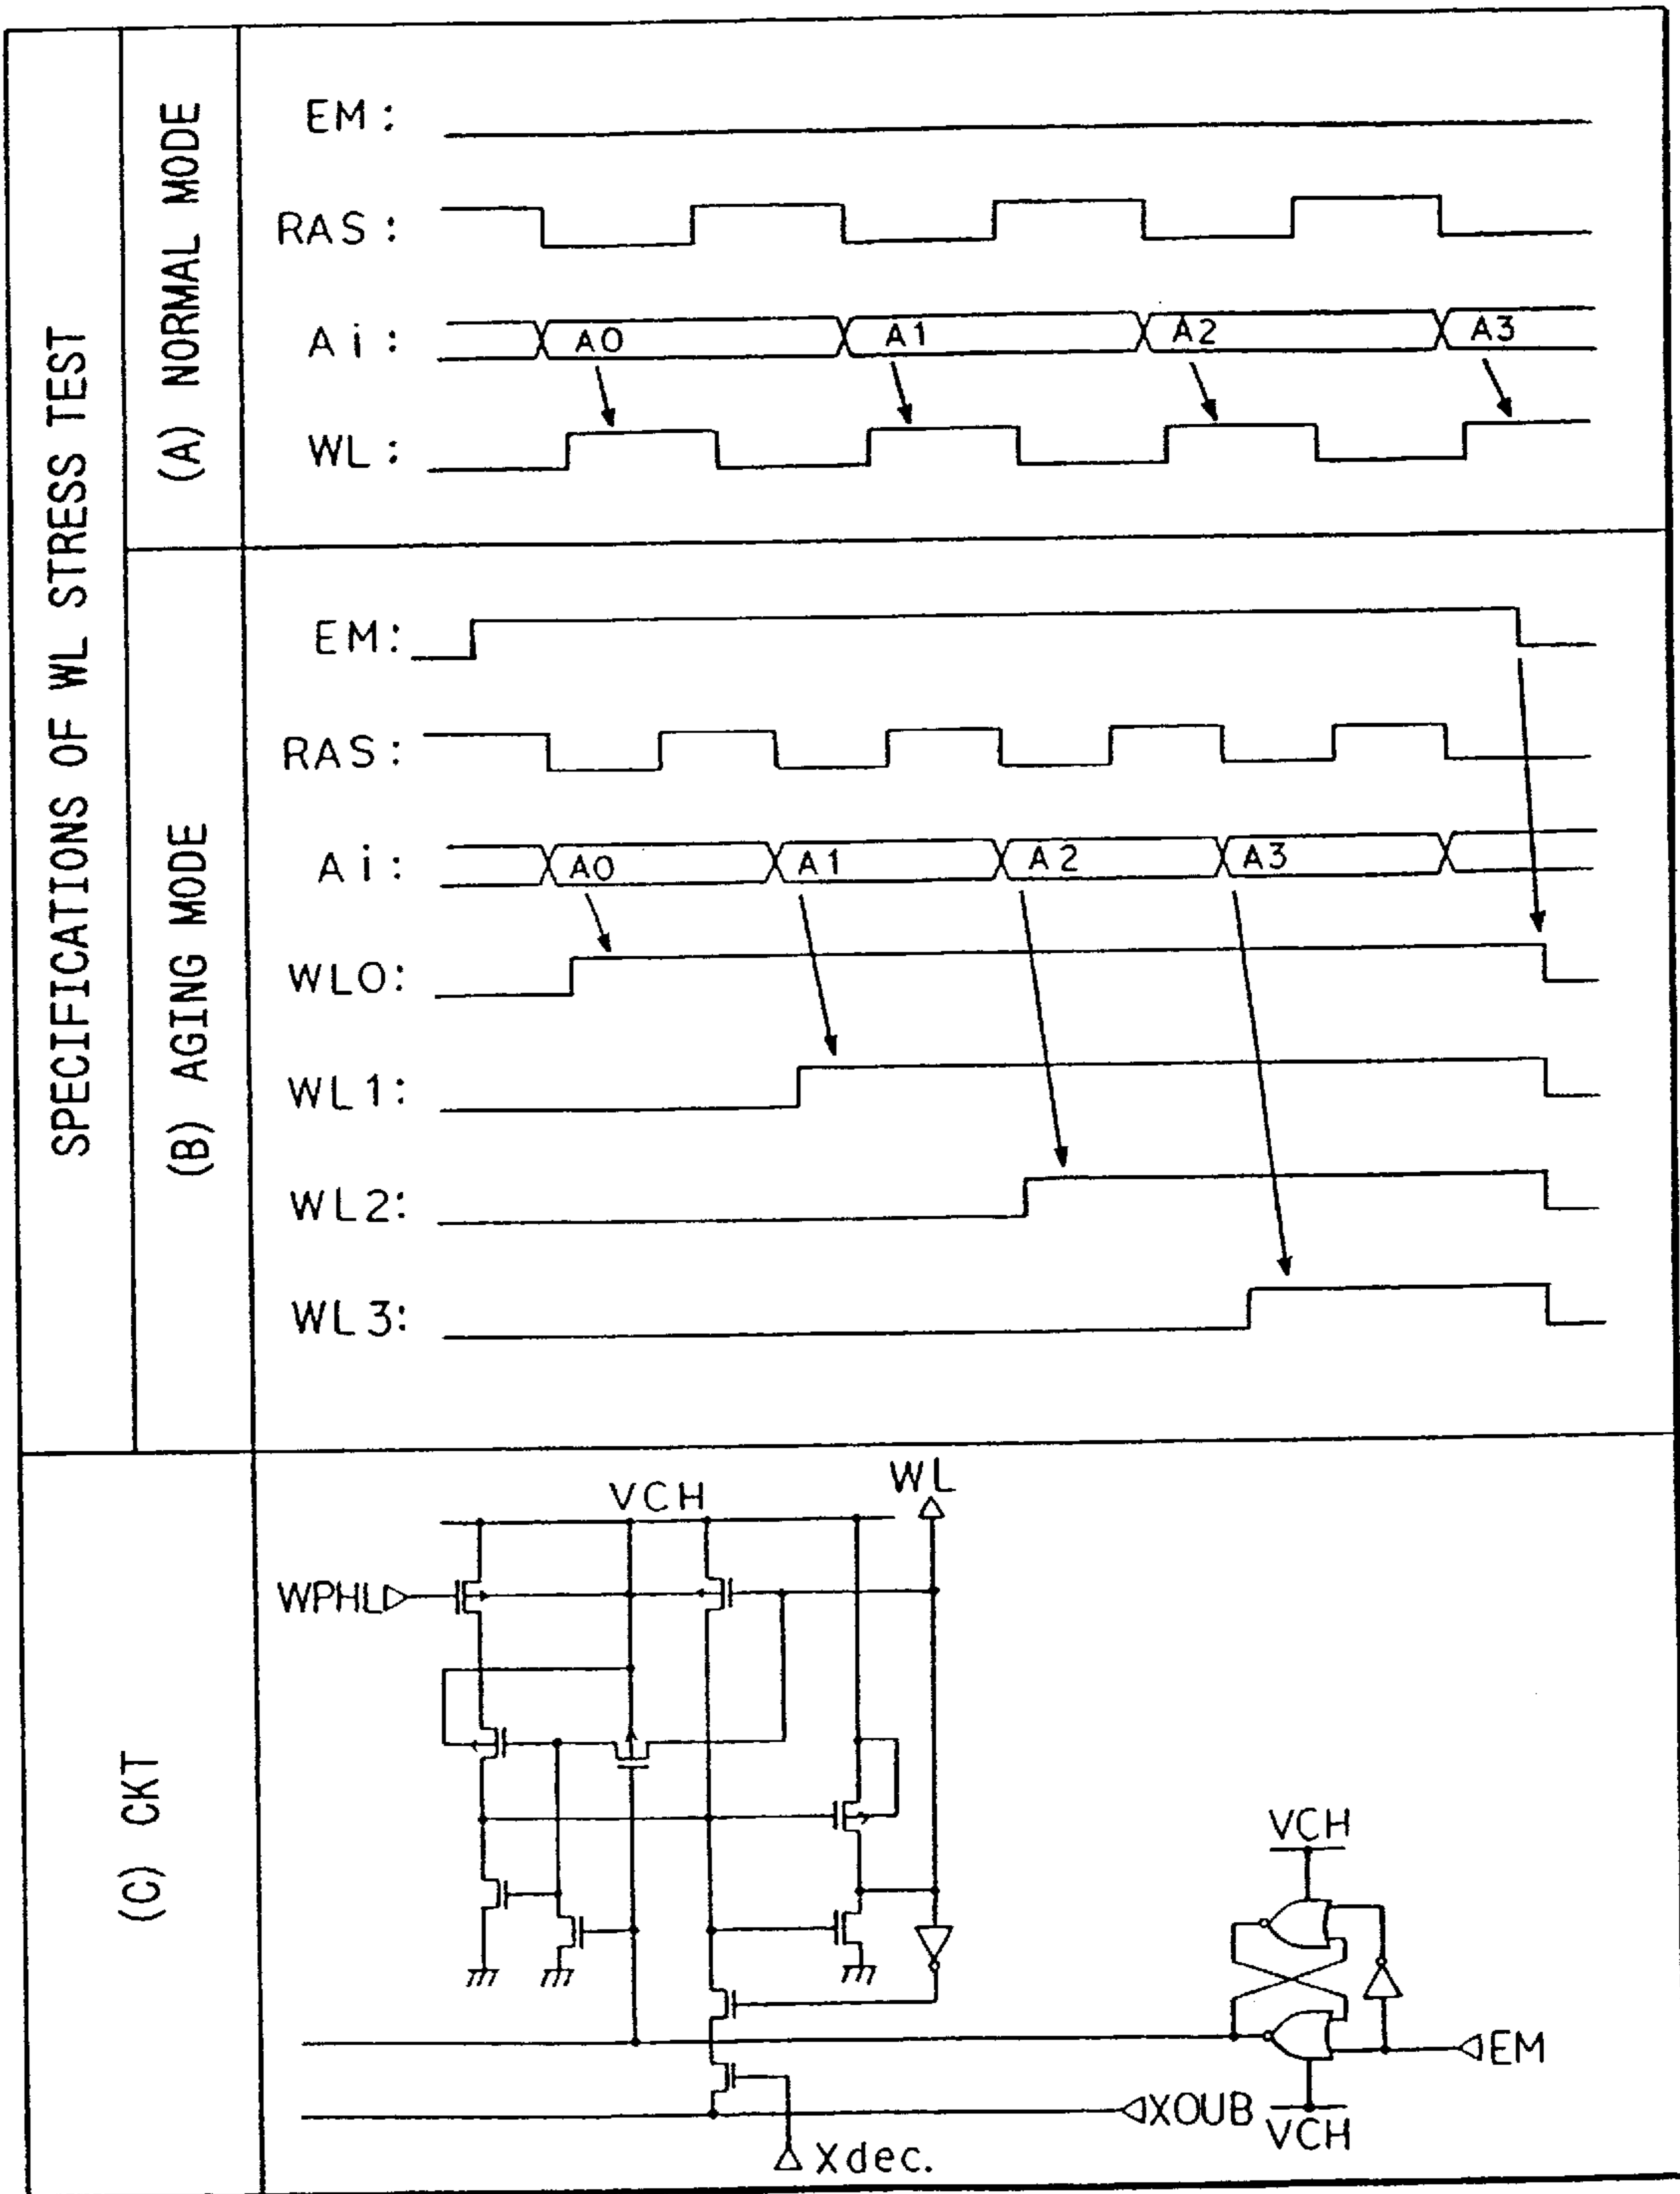 SPECIFICATIONS OF WL STRESS TEST
(A) NORMAL MODE
EM:
RAS:
Ai:
A0
A1
A2
A3
WL:
(B) AGING MODE
EM:
RAS:
Ai:
A0
A1
A2
A3
WL0:
WL1:
WL2:
WL3:
(C) CKT
VCH
WL
WPHL
VCH
EM
XOUB
VCH
Xdec.